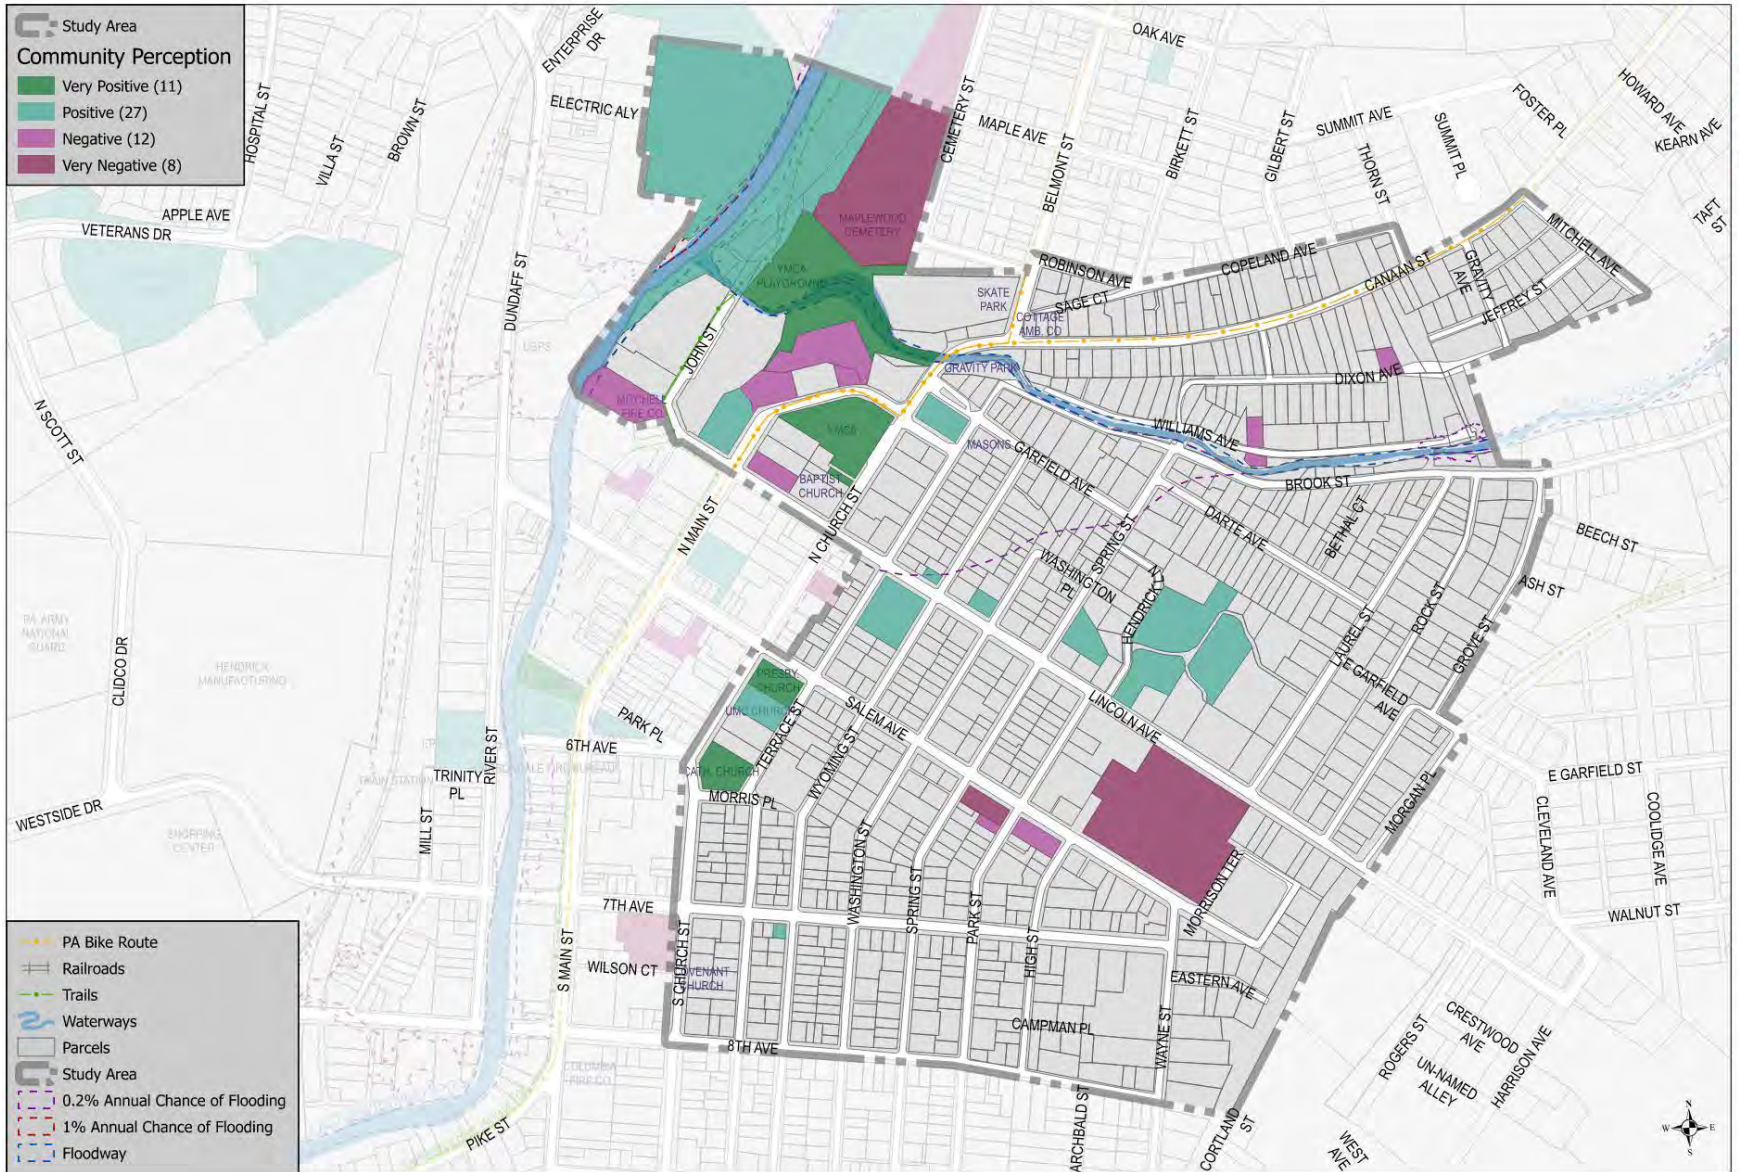 Study Area
Community Perception
Very Positive (11)
Positive (27)
Negative (12)
Very Negative (8)
ENTERPRISE
DR
ELECTRIC ALY
HOSPITAL ST
VILLA ST
BROWN ST
APPLE AVE
VETERANS DR
DUNDAFF ST
N SCOTT ST
OAK AVE
CEMETERY ST
MAPLE AVE
BELMONT ST
BIRKETT ST
GILBERT ST
SUMMIT AVE
THORN ST
SUMMIT PL
FOSTER PL
HOWARD AVE
KEARN AVE
TAFT
ST
MAPLEWOOD
CEMETERY
YMCA
PLAYGROUND
ROBINSON AVE
COPELAND AVE
SAGE CT
CANAAN ST
GRAVITY
AVE
MITCHELL AVE
JEFFREY ST
SKATE
PARK
COTTAGE
AMB. CO
USPS
JOHN ST
MITCHELL
FIRE CO
GRAVITY PARK
DIXON AVE
WILLIAMS AVE
YMCA
MASONS
GARFIELD AVE
BROOK ST
BAPTIST
CHURCH
N CHURCH ST
N MAIN ST
DARTE AVE
BETHAL CT
SPRING ST
WASHINGTON
PL
N HENDRICK
BEECH ST
ASH ST
ROCK ST
LAUREL ST
GROVE ST
E GARFIELD
AVE
PA ARMY
NATIONAL
GUARD
HENDRICK
MANUFACTURING
CLIDCO DR
RIVER ST
PRESBY
CHURCH
UMC CHURCH
TERRACE ST
SALEM AVE
LINCOLN AVE
PARK PL
6TH AVE
CATH. CHURCH
MORRIS PL
WYOMING ST
TRAIN STATION
TRINITY
PL
MILL ST
WESTSIDE DR
SHOPPING
CENTER
E GARFIELD ST
MORGAN PL
CLEVELAND AVE
COOLIDGE AVE
WALNUT ST
WASHINGTON ST
SPRING ST
PARK ST
HIGH ST
MORRISON TER
7TH AVE
WILSON CT
S CHURCH ST
S MAIN ST
COVENANT
CHURCH
EASTERN AVE
CAMPMAN PL
WAYNE ST
8TH AVE
COLUMBIA
FIRE CO
PIKE ST
ARCHBALD ST
CORTLAND
ST
ROGERS ST
CRESTWOOD
AVE
UN-NAMED
ALLEY
HARRISON AVE
WEST
AVE
PA Bike Route
Railroads
Trails
Waterways
Parcels
Study Area
0.2% Annual Chance of Flooding
1% Annual Chance of Flooding
Floodway
N
W
E
S